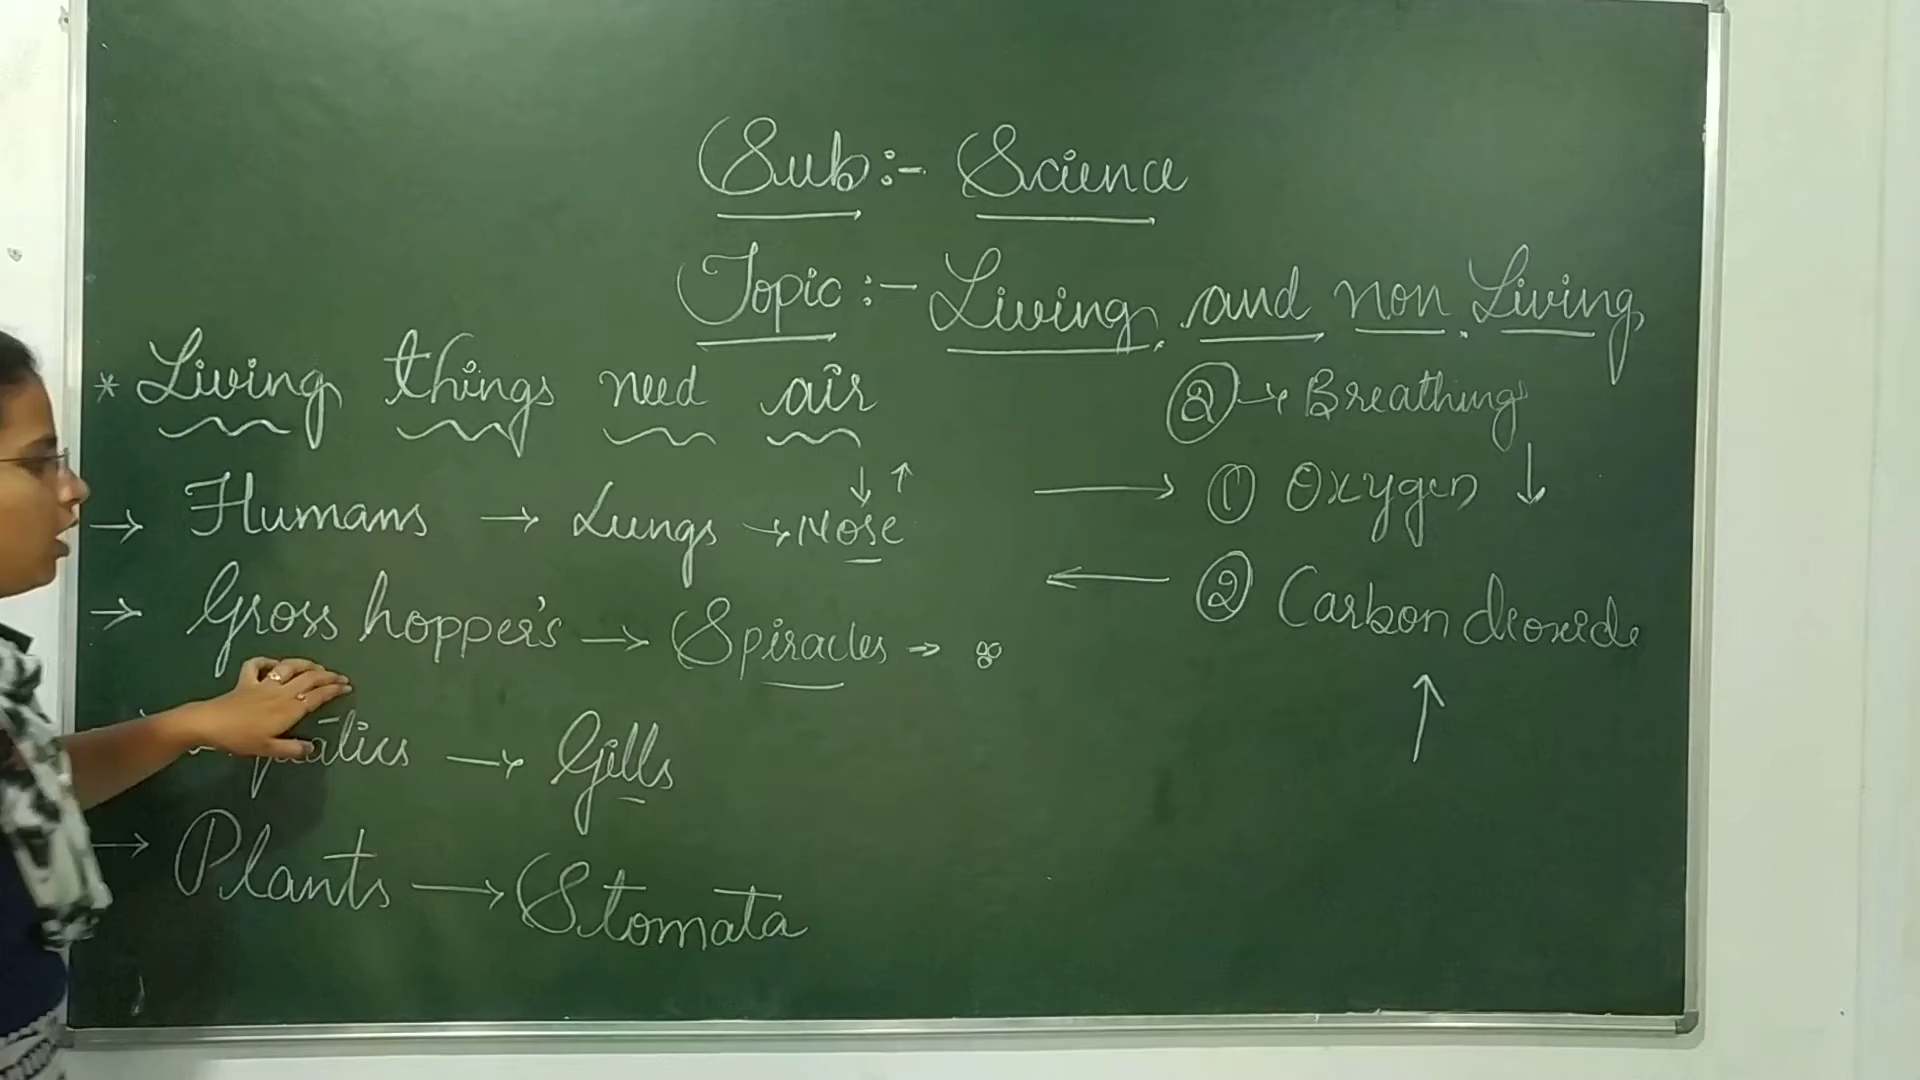 Sub:- Science
Topic:- Living and non Living
* Living things need air
② → Breathing
→ Humans → Lungs → Nose ↓ ↑
→ ① Oxygen ↓
→ Gross hopper's → Spiracles →
← ② Carbon dioxide
↑
→ Gills
→ Plants → Stomata